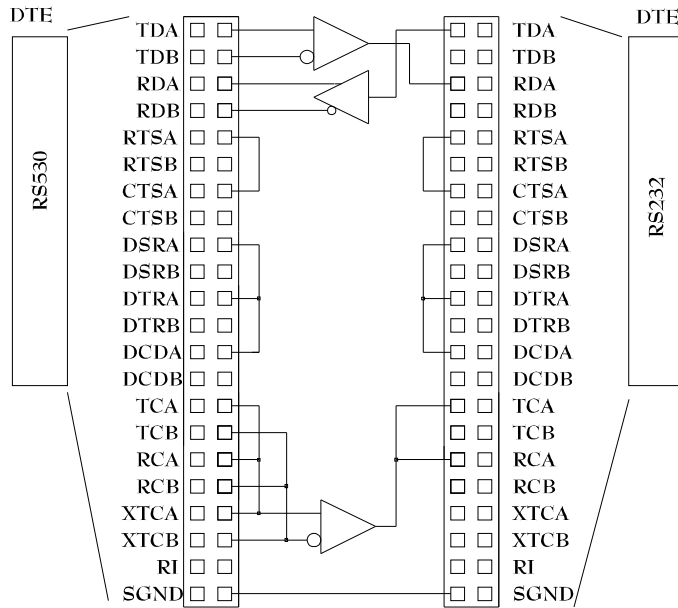 DTE DTE
TDA TDA
TDB TDB
RDA RDA
RDB RDB
RTSA RTSA
RTSB RTSB
CTSA CTSA
CTSB CTSB
DSRA DSRA
DSRB DSRB
DTRA DTRA
DTRB DTRB
DCDA DCDA
DCDB DCDB
TCA TCA
TCB TCB
RCA RCA
RCB RCB
XTCA XTCA
XTCB XTCB
RI RI
SGND SGND
RS530
RS232